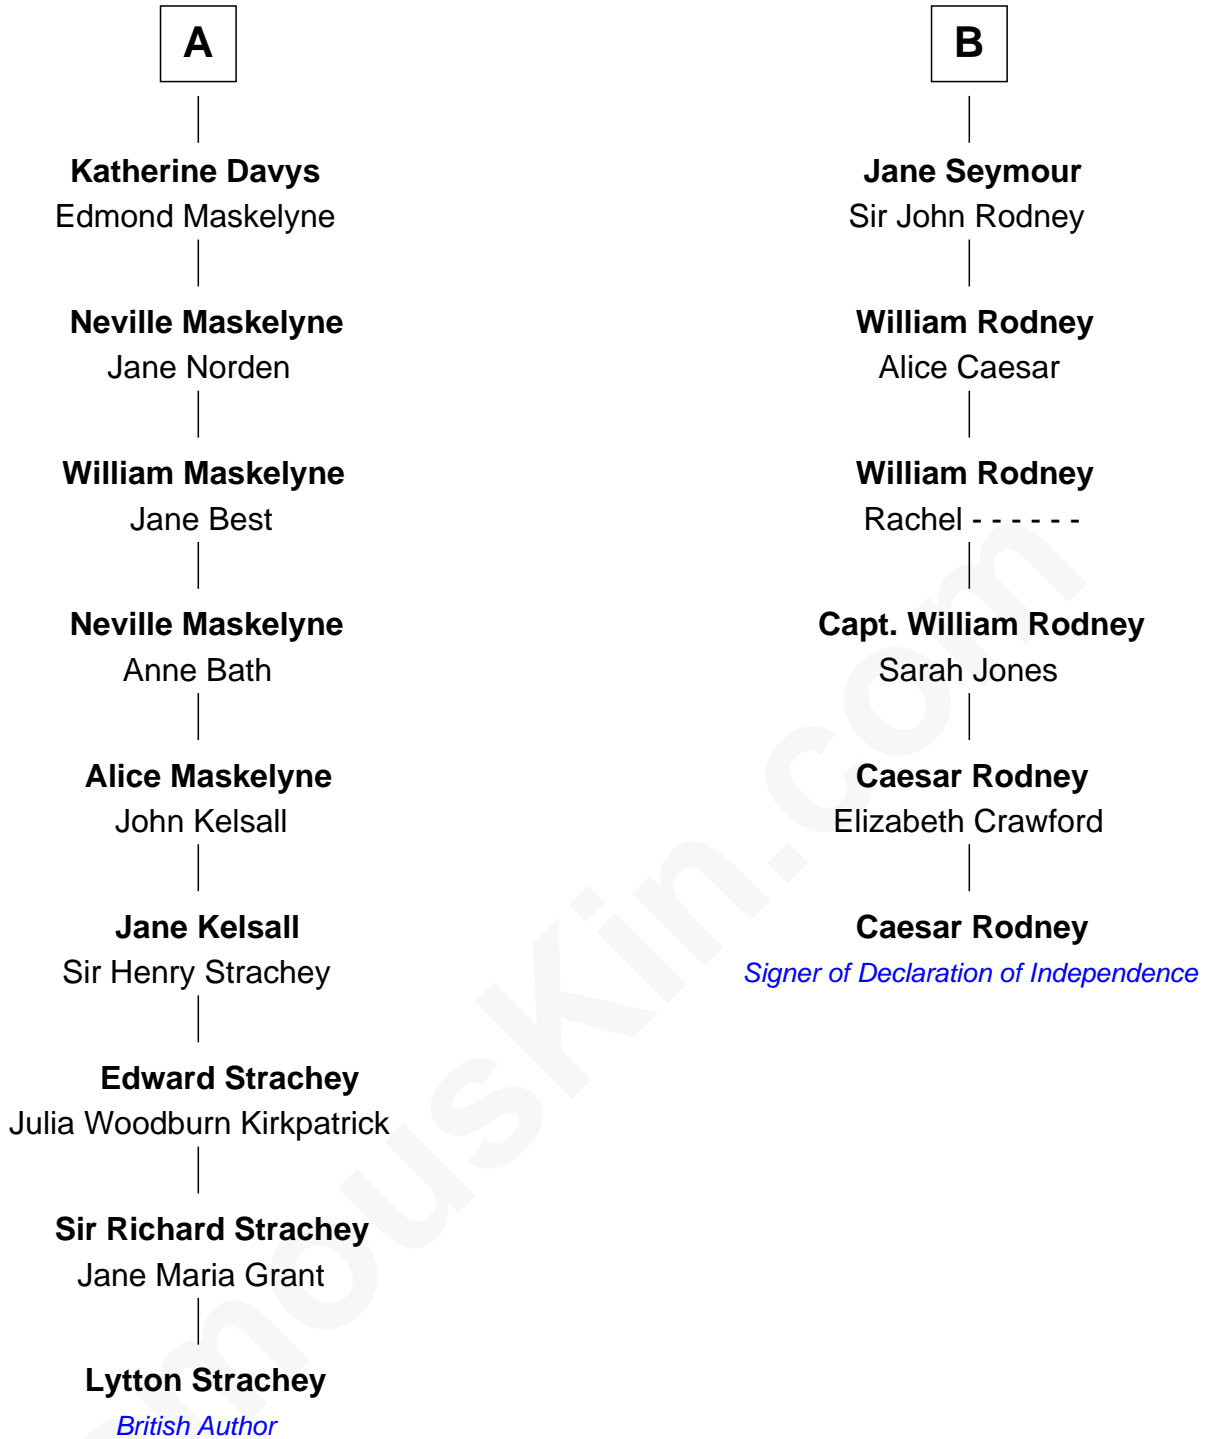 A
Katherine Davys
Edmond Maskelyne
Neville Maskelyne
Jane Norden
William Maskelyne
Jane Best
Neville Maskelyne
Anne Bath
Alice Maskelyne
John Kelsall
Jane Kelsall
Sir Henry Strachey
Edward Strachey
Julia Woodburn Kirkpatrick
Sir Richard Strachey
Jane Maria Grant
Lytton Strachey
British Author
B
Jane Seymour
Sir John Rodney
William Rodney
Alice Caesar
William Rodney
Rachel - - - - - -
Capt. William Rodney
Sarah Jones
Caesar Rodney
Elizabeth Crawford
Caesar Rodney
Signer of Declaration of Independence
mouskin.com